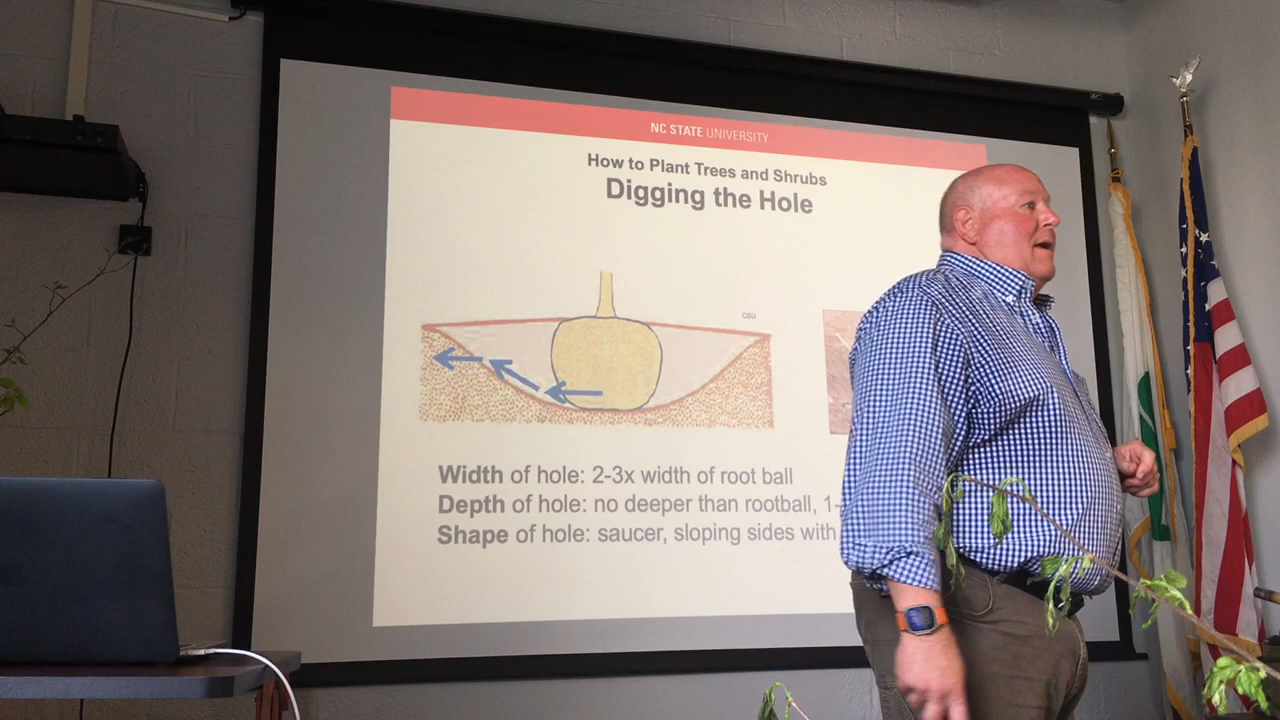 NC STATE UNIVERSITY
How to Plant Trees and Shrubs
Digging the Hole
CSU
Width of hole: 2-3x width of root ball
Depth of hole: no deeper than rootball, 1-
Shape of hole: saucer, sloping sides with